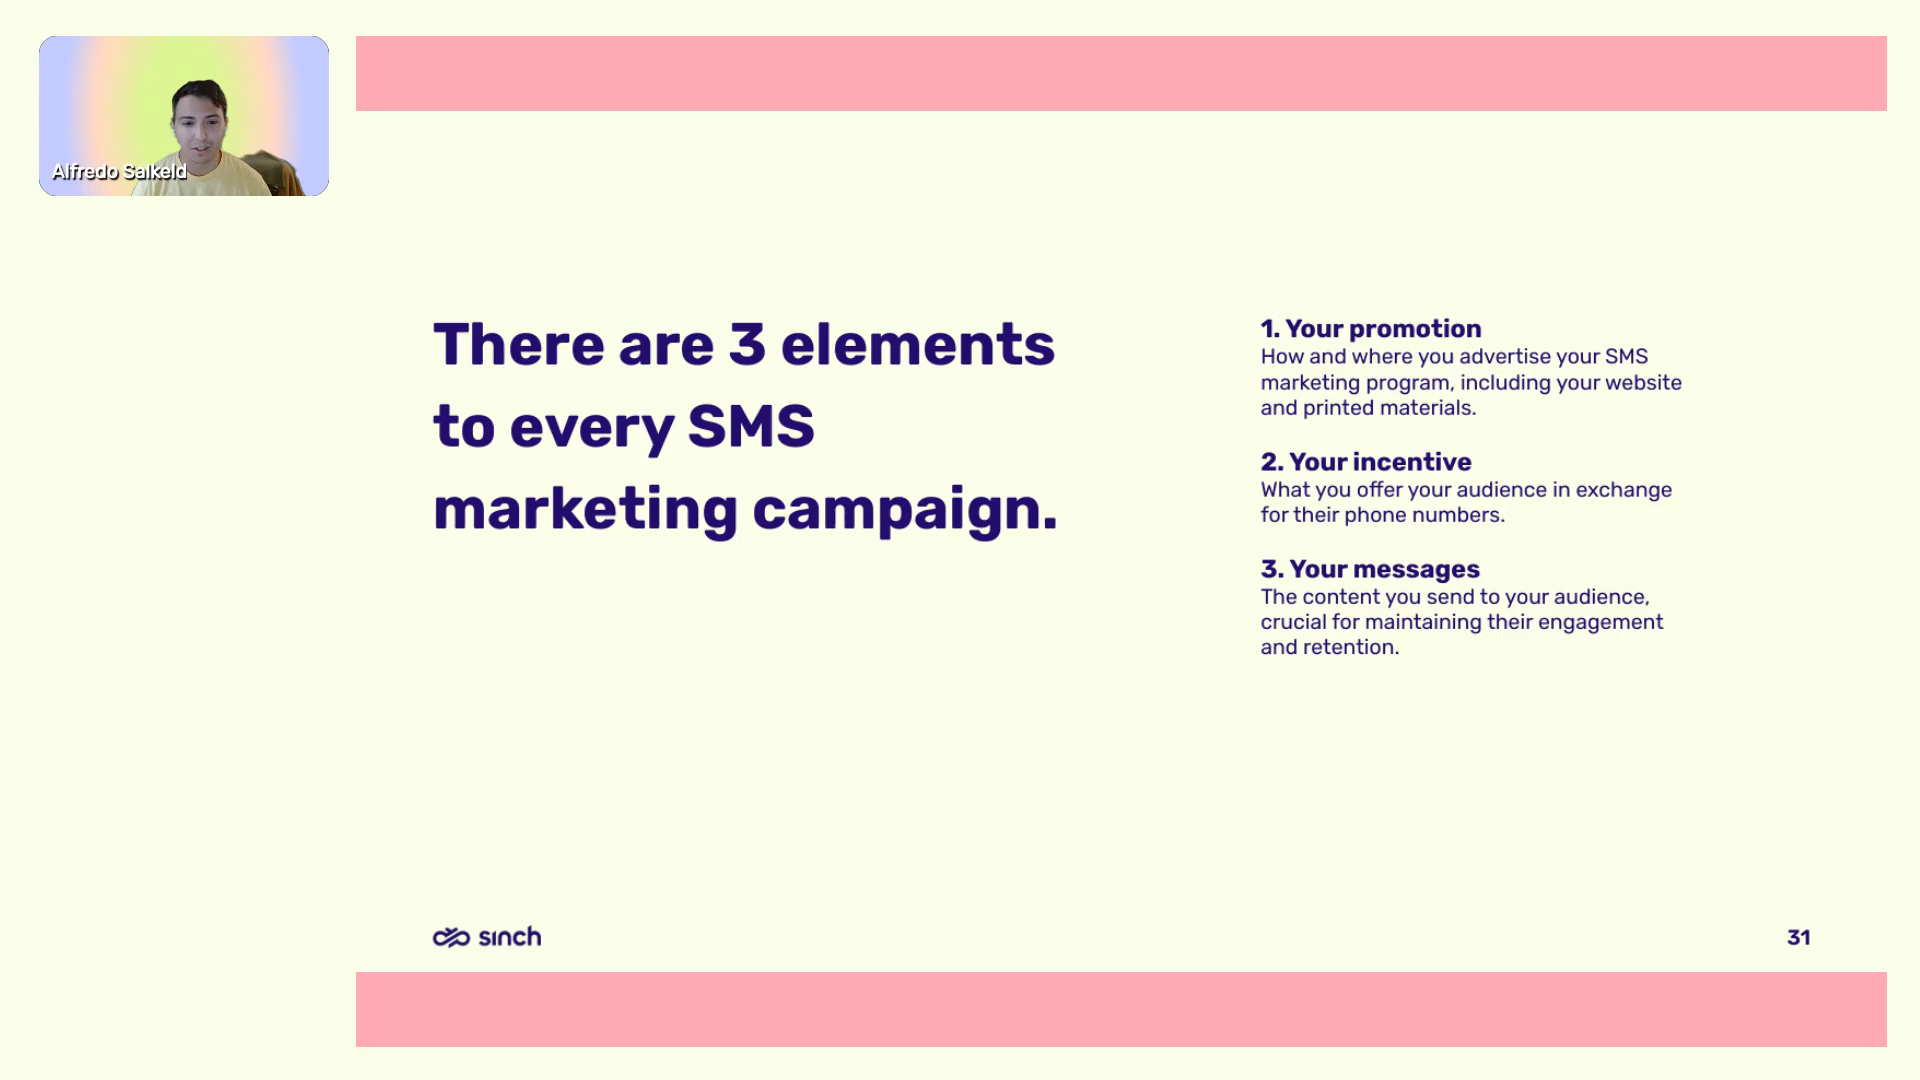 Alfredo Salkeld
There are 3 elements
to every SMS
marketing campaign.
1. Your promotion
How and where you advertise your SMS
marketing program, including your website
and printed materials.
2. Your incentive
What you offer your audience in exchange
for their phone numbers.
3. Your messages
The content you send to your audience,
crucial for maintaining their engagement
and retention.
sinch
31